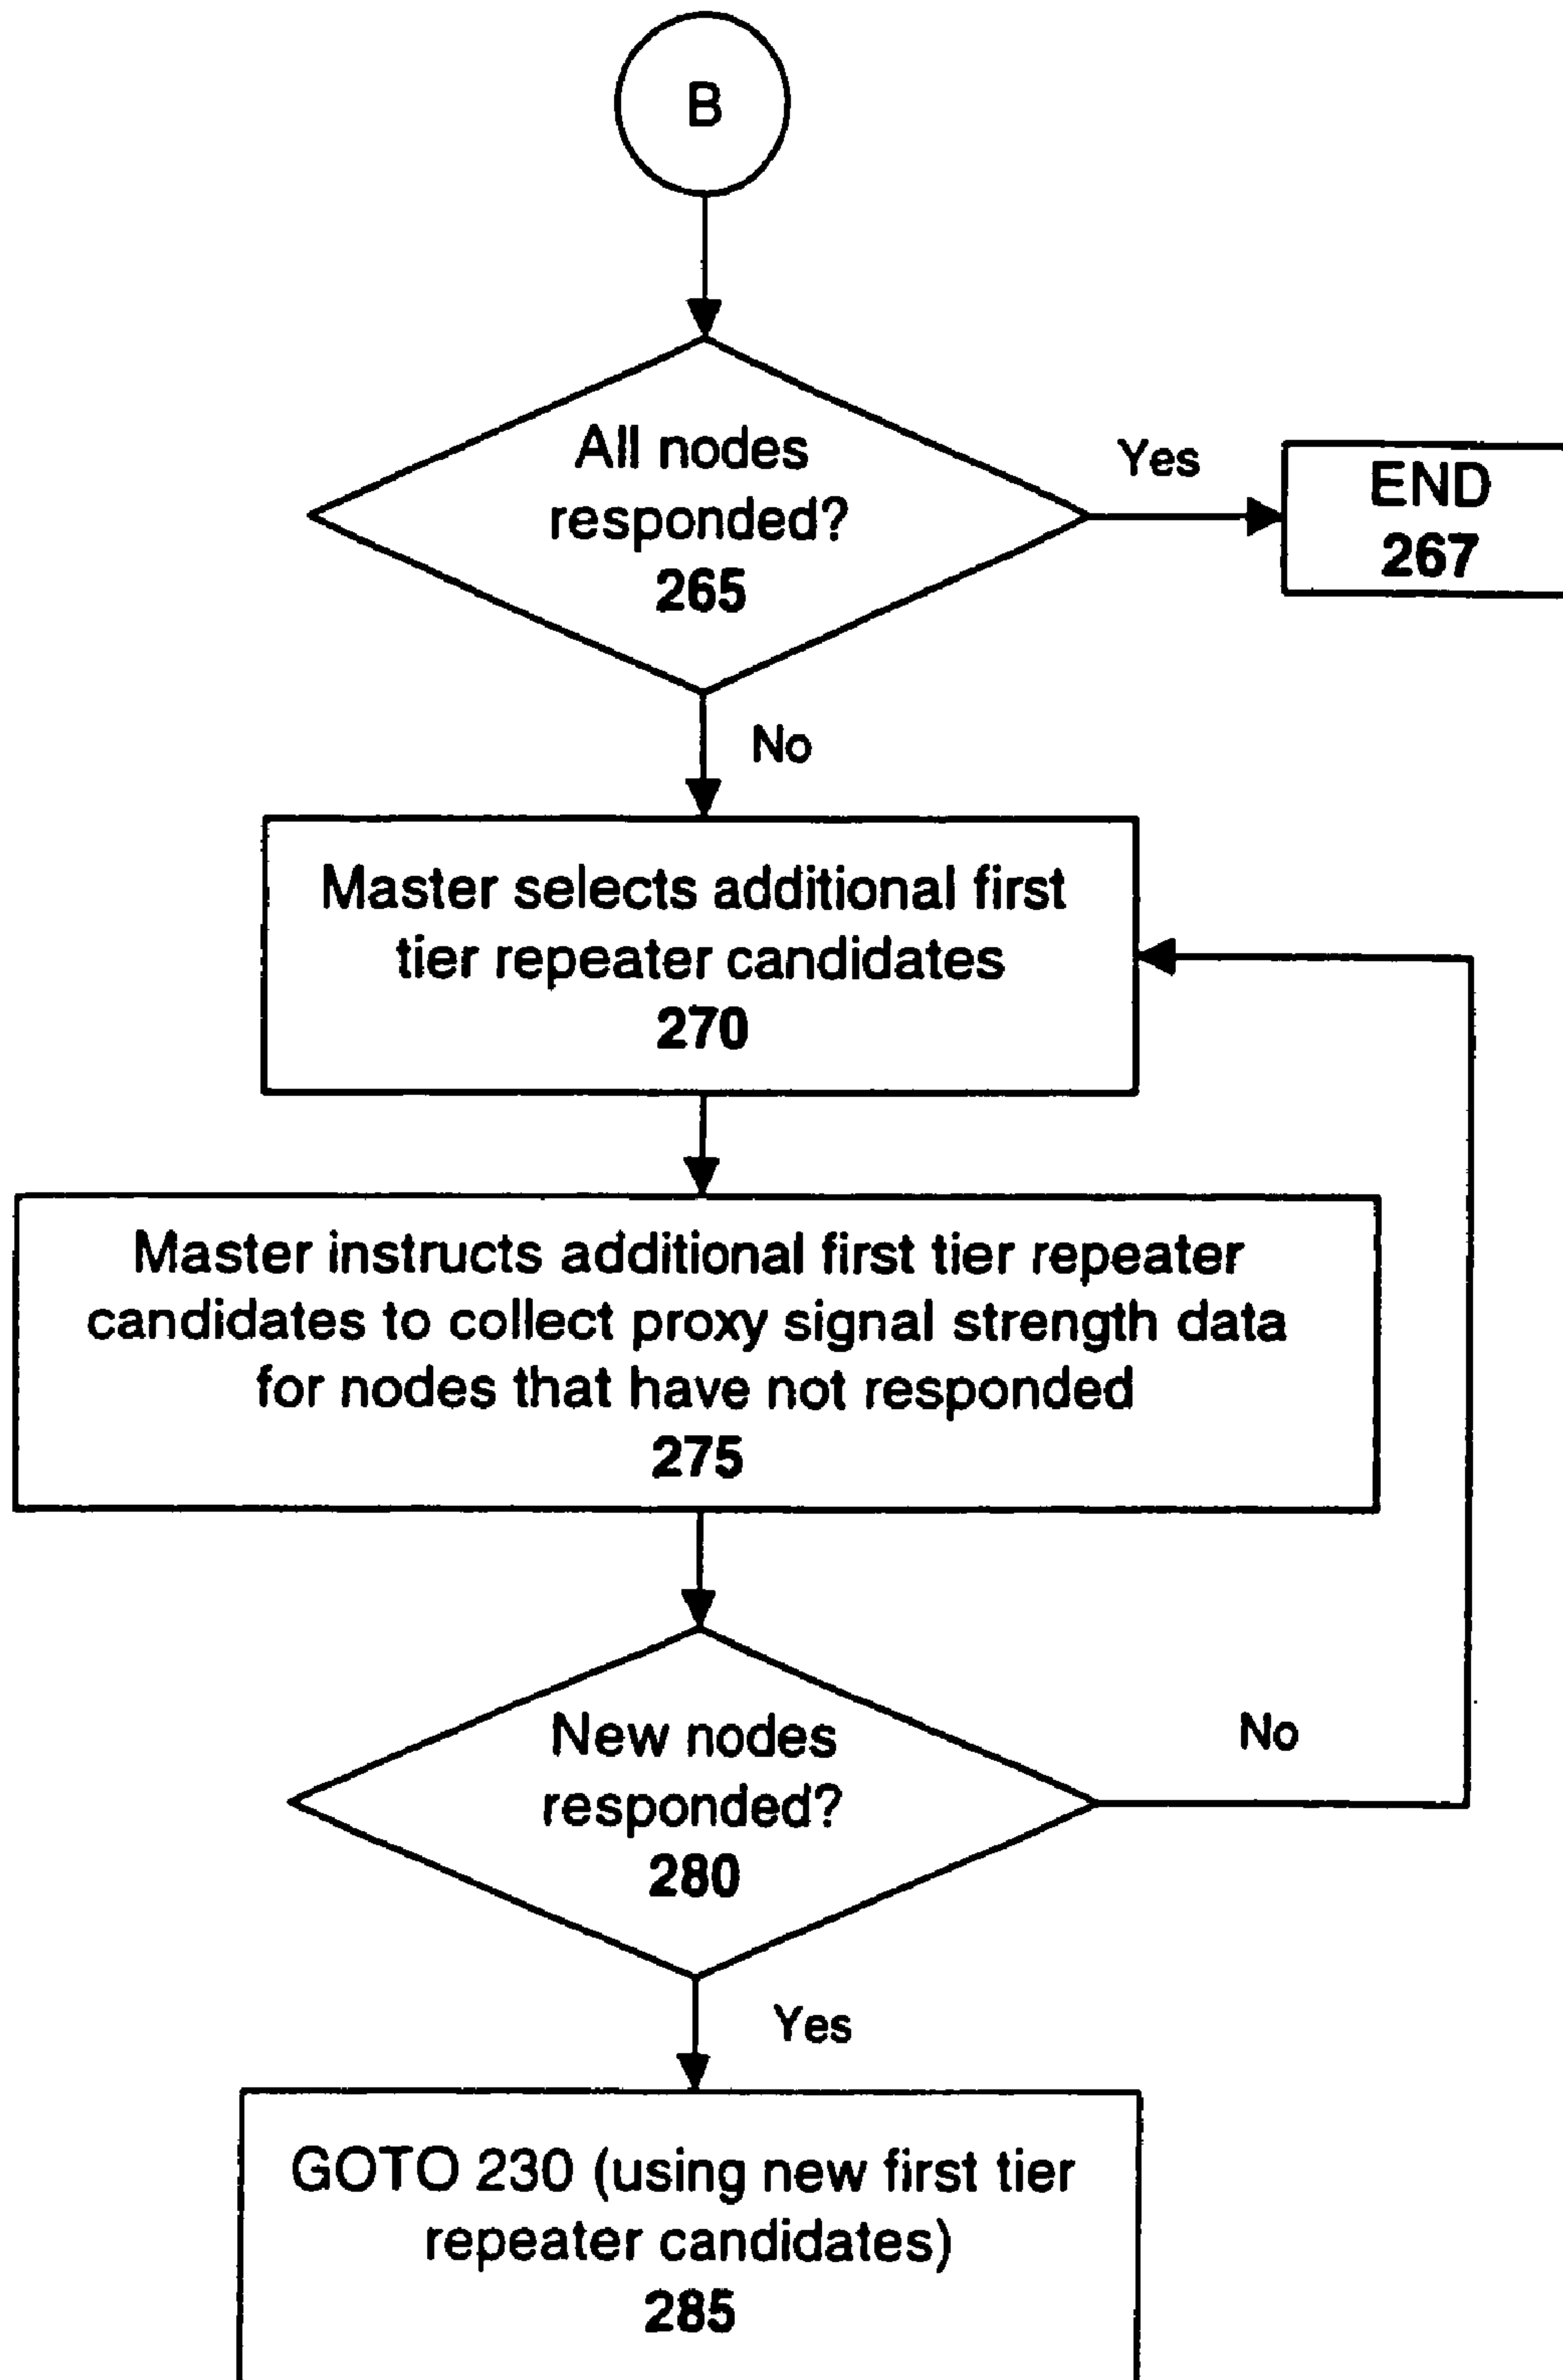 B
All nodes
responded?
265
Yes
END
267
No
Master selects additional first
tier repeater candidates
270
Master instructs additional first tier repeater
candidates to collect proxy signal strength data
for nodes that have not responded
275
New nodes
responded?
280
No
Yes
GOTO 230 (using new first tier
repeater candidates)
285